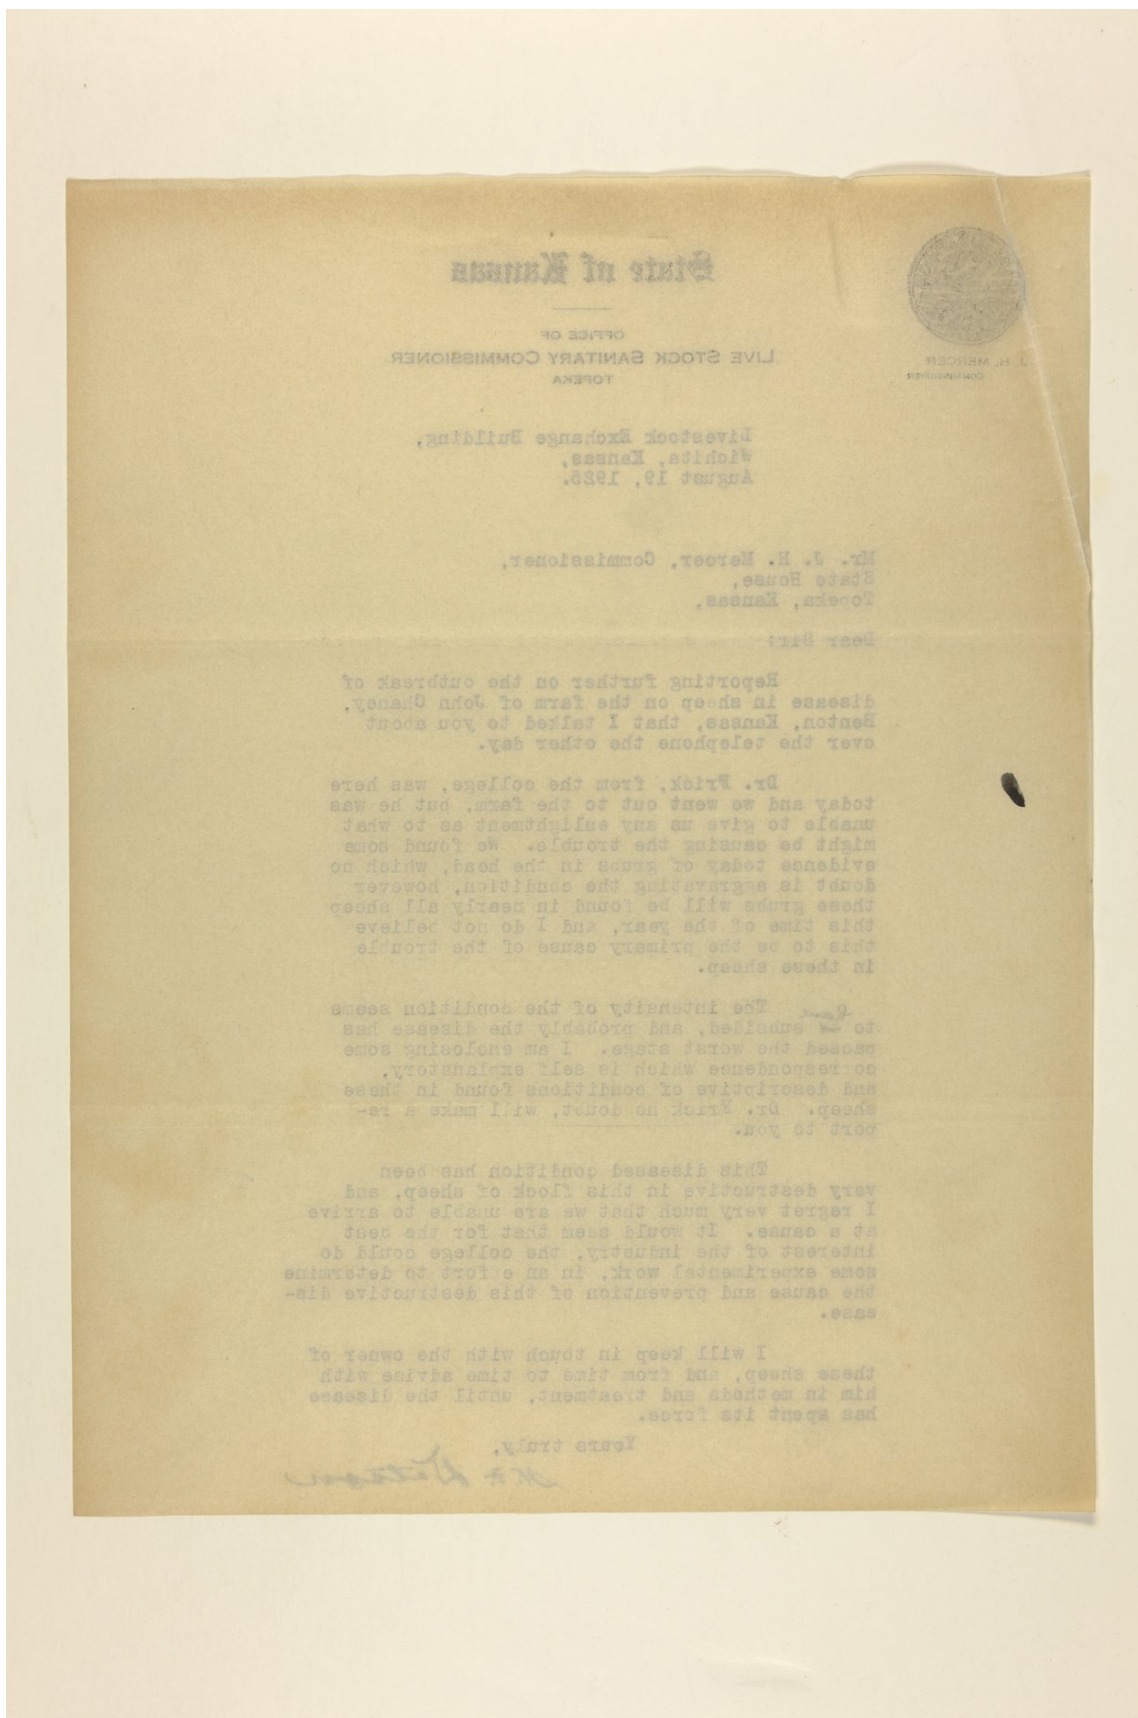 State of Kansas
OFFICE OF
LIVE STOCK SANITARY COMMISSIONER
TOPEKA
J. H. MERCER
COMMISSIONER
Livestock Exchange Building,
Wichita, Kansas,
August 19, 1925.
Mr. J. H. Mercer, Commissioner,
State House,
Topeka, Kansas,
Dear Sir:
Reporting further on the outbreak of
disease in sheep on the farm of John Chaney,
Benton, Kansas, that I talked to you about
over the telephone the other day.
Dr. Frick, from the college, was here
today and we went out to the farm, but he was
unable to give us any enlightment as to what
might be causing the trouble. We found some
evidence today of grubs in the head, which no
doubt is aggravating the condition, however
these grubs will be found in nearly all sheep
this time of the year, and I do not believe
this to be the primary cause of the trouble
in these sheep.
The intensity of the condition seems
to have subsided, and probably the disease has
passed the worst stage. I am enclosing some
correspondence which is self explanatory,
and descriptive of conditions found in these
sheep. Dr. Frick no doubt, will make a re-
port to you.
This diseased condition has been
very destructive in this flock of sheep, and
I regret very much that we are unable to arrive
at a cause. It would seem that for the best
interest of the industry, the college could do
some experimental work, in an effort to determine
the cause and prevention of this destructive dis-
ease.
I will keep in touch with the owner of
these sheep, and from time to time advise with
him in methods and treatment, until the disease
has spent its force.
Yours truly,